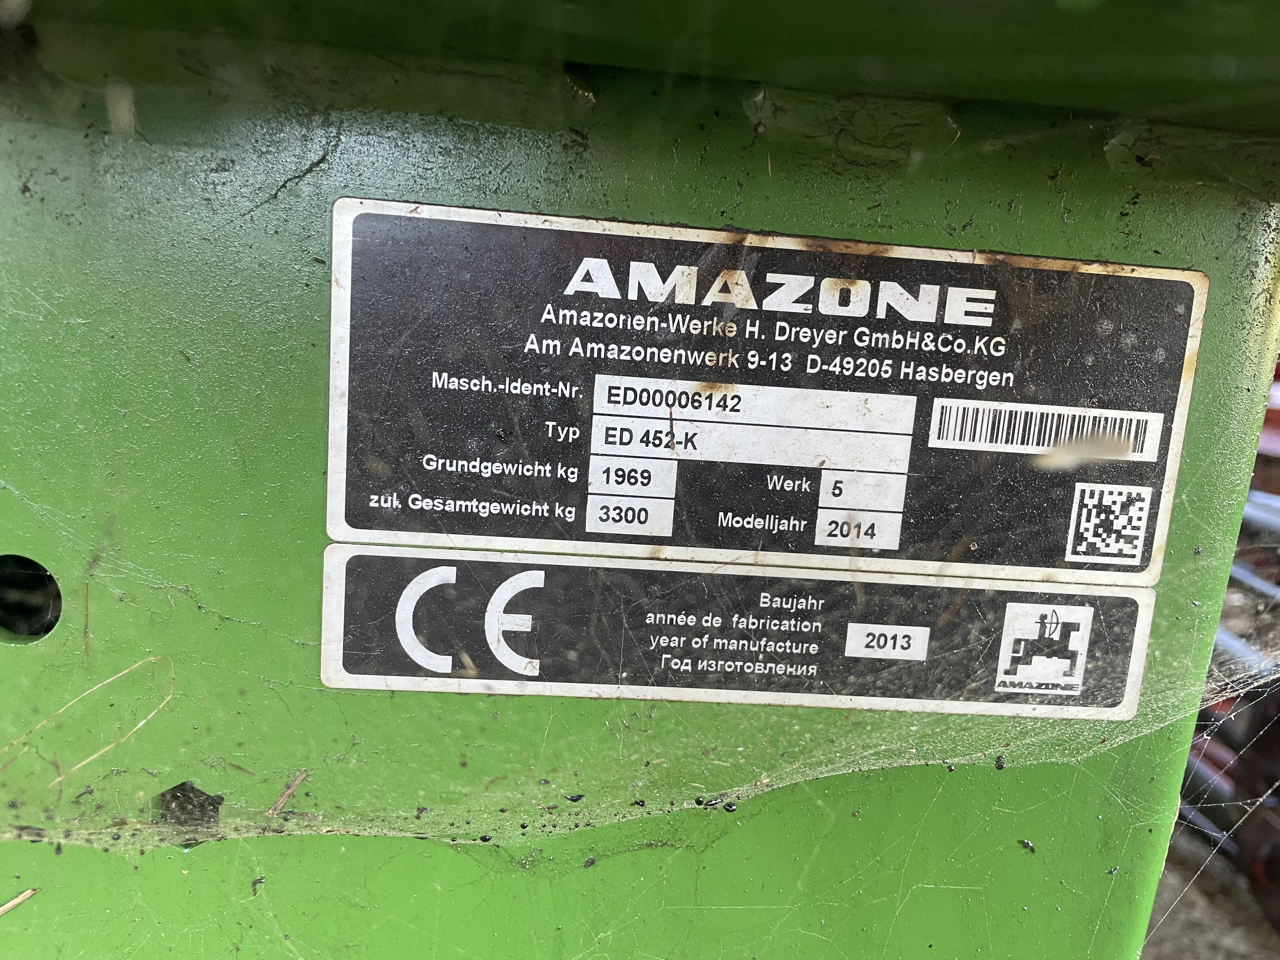 AMAZONE
Amazonen-Werke H. Dreyer GmbH&Co.KG
Am Amazonenwerk 9-13 D-49205 Hasbergen
Masch.-Ident-Nr. ED00006142
Typ ED 452-K
Grundgewicht kg 1969 Werk 5
zul. Gesamtgewicht kg 3300 Modelljahr 2014
CE
Baujahr
année de fabrication
year of manufacture 2013
Год изготовления
AMAZONE